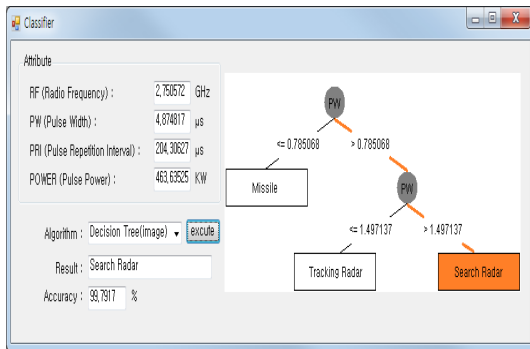 Classifier
Attribute
RF (Radio Frequency) : 2,750572 GHz
PW (Pulse Width) : 4,874817 μs
PRI (Pulse Repetition Interval) : 204,30627 μs
POWER (Pulse Power) : 463,63525 KW
Algorithm : Decision Tree(image) excute
Result : Search Radar
Accuracy : 99,7917 %
PW
<= 0.785068 > 0.785068
Missile PW
<= 1.497137 > 1.497137
Tracking Radar Search Radar